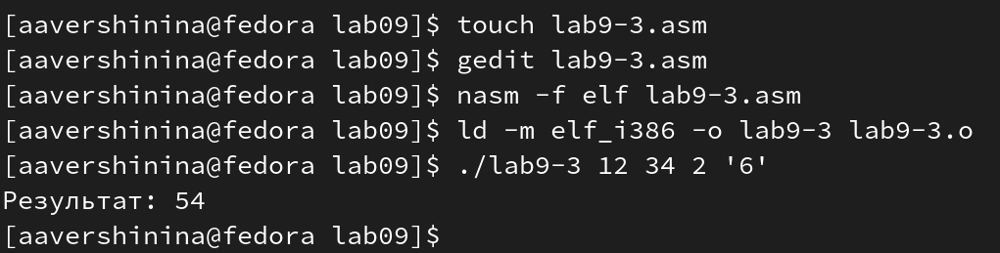 [aavershinina@fedora lab09]$ touch lab9-3.asm
[aavershinina@fedora lab09]$ gedit lab9-3.asm
[aavershinina@fedora lab09]$ nasm -f elf lab9-3.asm
[aavershinina@fedora lab09]$ ld -m elf_i386 -o lab9-3 lab9-3.o
[aavershinina@fedora lab09]$ ./lab9-3 12 34 2 '6'
Результат: 54
[aavershinina@fedora lab09]$